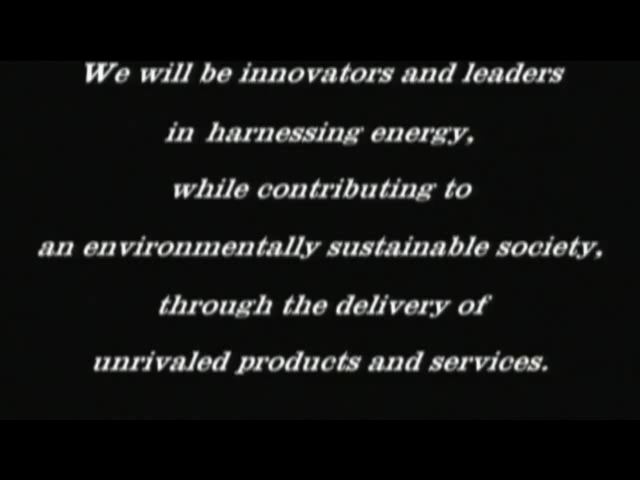 We will be innovators and leaders
in harnessing energy,
while contributing to
an environmentally sustainable society,
through the delivery of
unrivaled products and services.